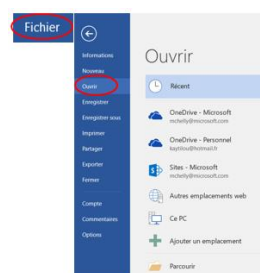 Fichier
Informations
Nouveau
Ouvrir
Enregistrer
Enregistrer sous
Imprimer
Partager
Exporter
Fermer
Compte
Commentaires
Options
Ouvrir
Récent
OneDrive - Microsoft
OneDrive - Personnel
Sites - Microsoft
Autres emplacements web
Ce PC
Ajouter un emplacement
Parcourir